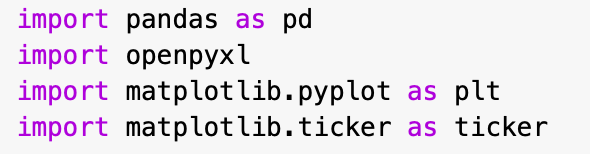 import pandas as pd
import openpyxl
import matplotlib.pyplot as plt
import matplotlib.ticker as ticker